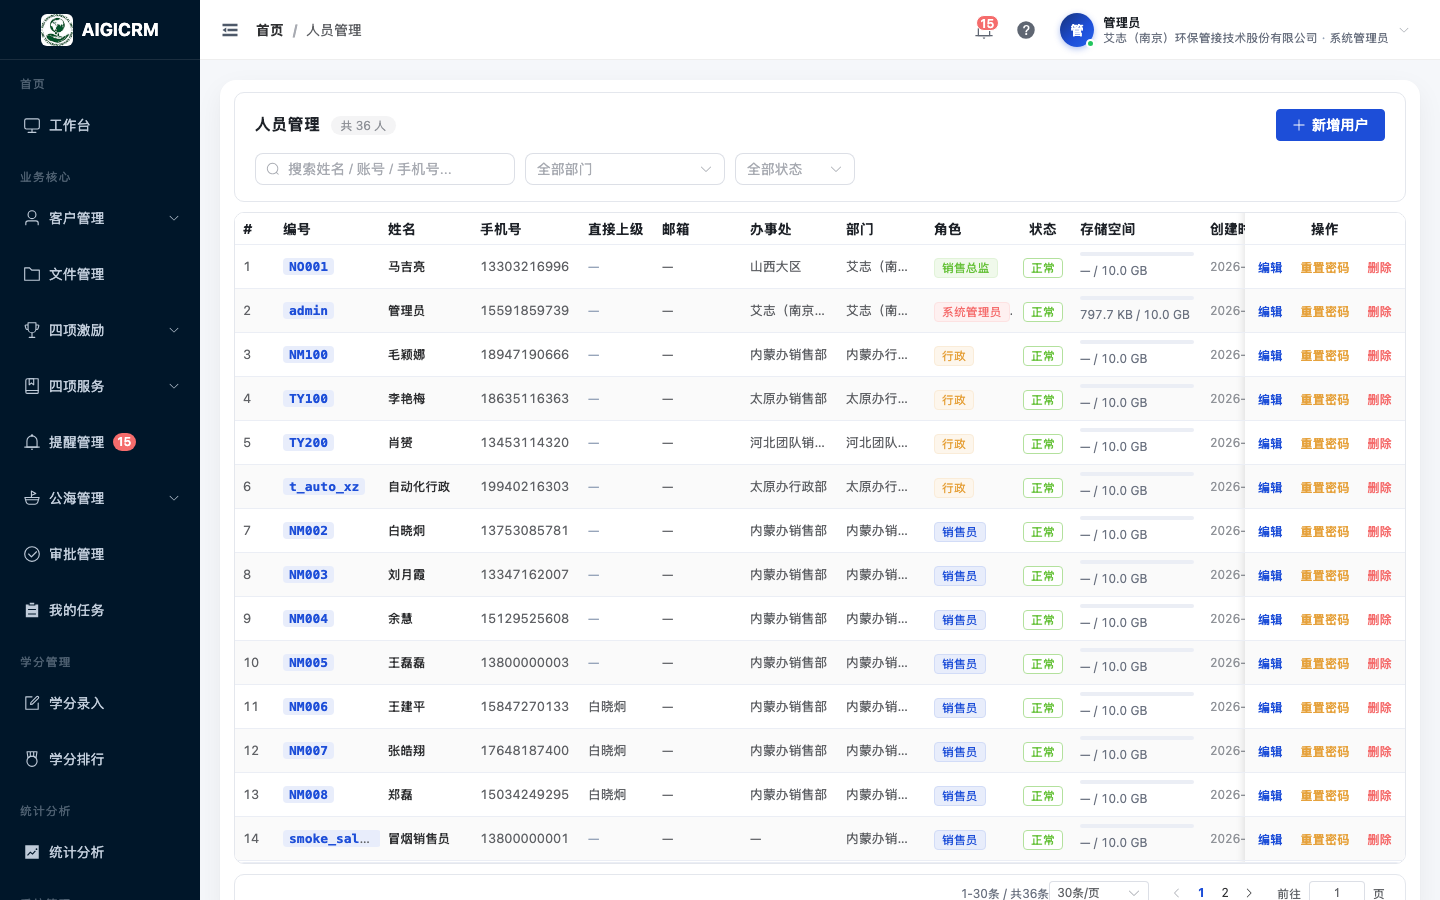 AIGICRM
首页 / 人员管理
15
管 管理员
艾志（南京）环保管接技术股份有限公司 · 系统管理员
首页
工作台
业务核心
客户管理
文件管理
四项激励
四项服务
提醒管理 15
公海管理
审批管理
我的任务
学分管理
学分录入
学分排行
统计分析
统计分析
人员管理 共 36 人
新增用户
搜索姓名 / 账号 / 手机号... 全部部门 全部状态
# 编号 姓名 手机号 直接上级 邮箱 办事处 部门 角色 状态 存储空间 创建时 操作
1 NO001 马吉亮 13303216996 — — 山西大区 艾志（南... 销售总监 正常 — / 10.0 GB 2026- 编辑 重置密码 删除
2 admin 管理员 15591859739 — — 艾志（南京... 艾志（南... 系统管理员 正常 797.7 KB / 10.0 GB 2026- 编辑 重置密码 删除
3 NM100 毛颖娜 18947190666 — — 内蒙办销售部 内蒙办行... 行政 正常 — / 10.0 GB 2026- 编辑 重置密码 删除
4 TY100 李艳梅 18635116363 — — 太原办销售部 太原办行... 行政 正常 — / 10.0 GB 2026- 编辑 重置密码 删除
5 TY200 肖赟 13453114320 — — 河北团队销... 河北团队... 行政 正常 — / 10.0 GB 2026- 编辑 重置密码 删除
6 t_auto_xz 自动化行政 19940216303 — — 太原办行政部 太原办行... 行政 正常 — / 10.0 GB 2026- 编辑 重置密码 删除
7 NM002 白晓炯 13753085781 — — 内蒙办销售部 内蒙办销... 销售员 正常 — / 10.0 GB 2026- 编辑 重置密码 删除
8 NM003 刘月霞 13347162007 — — 内蒙办销售部 内蒙办销... 销售员 正常 — / 10.0 GB 2026- 编辑 重置密码 删除
9 NM004 余慧 15129525608 — — 内蒙办销售部 内蒙办销... 销售员 正常 — / 10.0 GB 2026- 编辑 重置密码 删除
10 NM005 王磊磊 13800000003 — — 内蒙办销售部 内蒙办销... 销售员 正常 — / 10.0 GB 2026- 编辑 重置密码 删除
11 NM006 王建平 15847270133 白晓炯 — 内蒙办销售部 内蒙办销... 销售员 正常 — / 10.0 GB 2026- 编辑 重置密码 删除
12 NM007 张皓翔 17648187400 白晓炯 — 内蒙办销售部 内蒙办销... 销售员 正常 — / 10.0 GB 2026- 编辑 重置密码 删除
13 NM008 郑磊 15034249295 白晓炯 — 内蒙办销售部 内蒙办销... 销售员 正常 — / 10.0 GB 2026- 编辑 重置密码 删除
14 smoke_sal... 冒烟销售员 13800000001 — — — 内蒙办销... 销售员 正常 — / 10.0 GB 2026- 编辑 重置密码 删除
1-30条 / 共36条 30条/页 1 2 前往 1 页